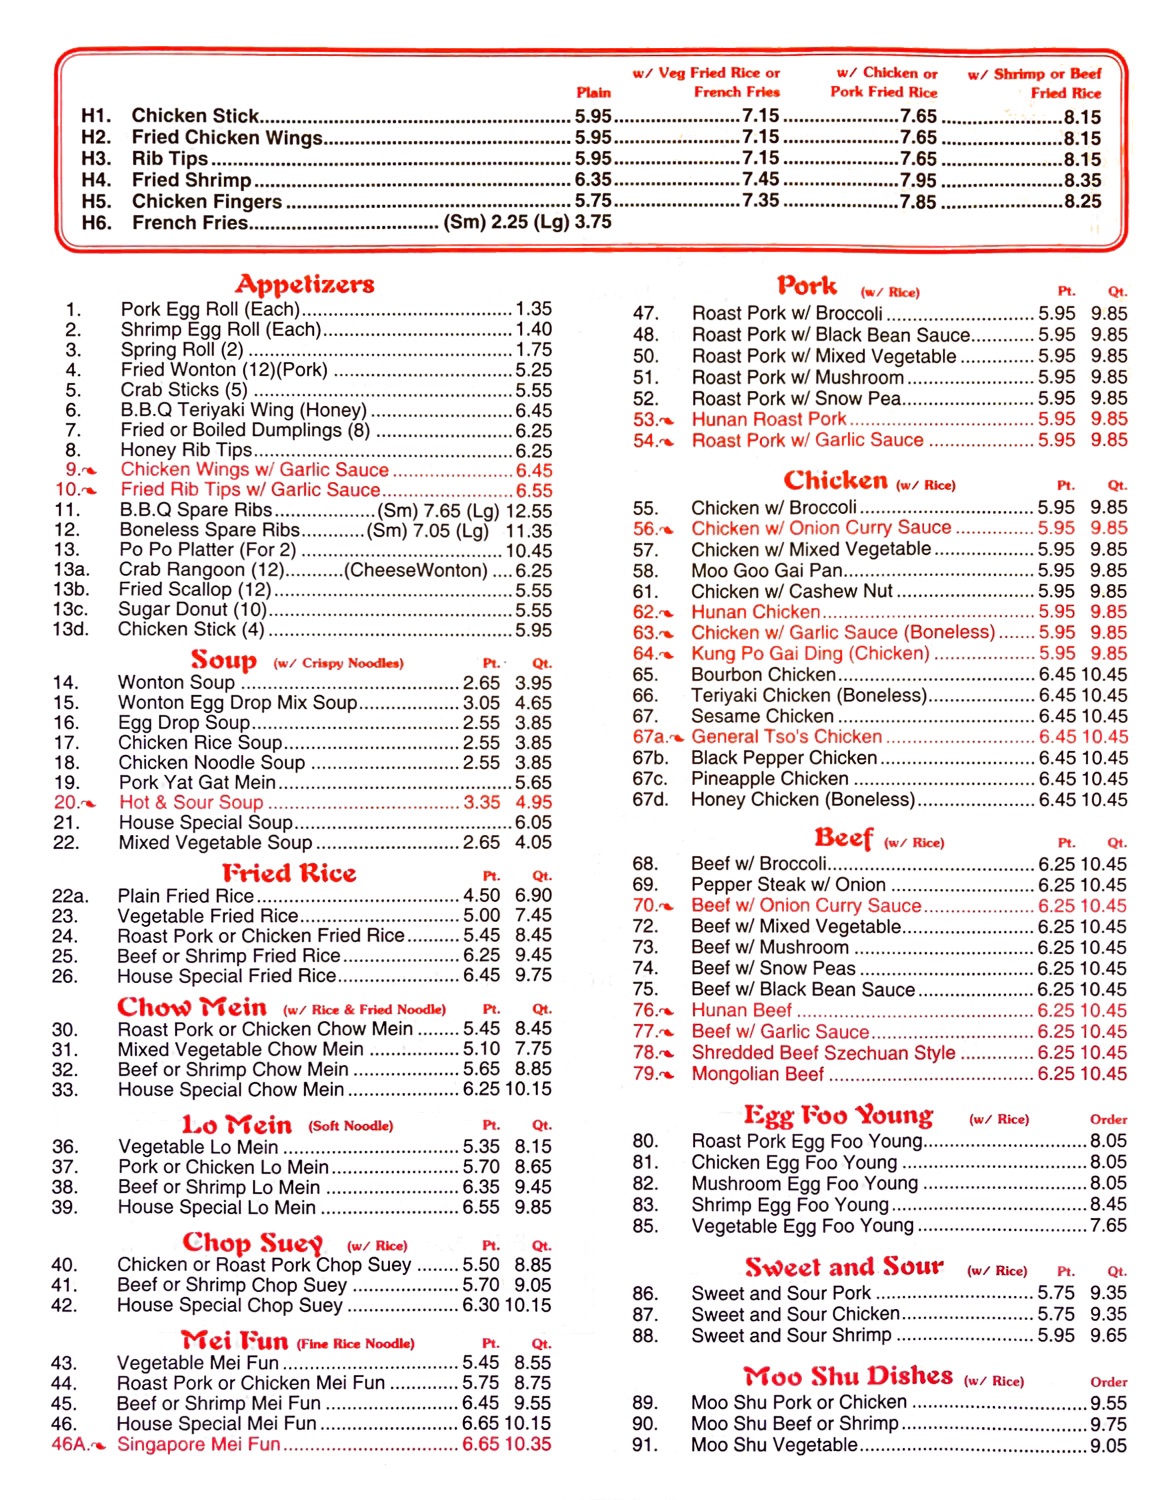 w/ Veg Fried Rice or w/ Chicken or w/ Shrimp or Beef
Plain French Fries Pork Fried Rice Fried Rice
H1. Chicken Stick 5.95 7.15 7.65 8.15
H2. Fried Chicken Wings 5.95 7.15 7.65 8.15
H3. Rib Tips 5.95 7.15 7.65 8.15
H4. Fried Shrimp 6.35 7.45 7.95 8.35
H5. Chicken Fingers 5.75 7.35 7.85 8.25
H6. French Fries (Sm) 2.25 (Lg) 3.75
Appetizers
1. Pork Egg Roll (Each) 1.35
2. Shrimp Egg Roll (Each) 1.40
3. Spring Roll (2) 1.75
4. Fried Wonton (12)(Pork) 5.25
5. Crab Sticks (5) 5.55
6. B.B.Q Teriyaki Wing (Honey) 6.45
7. Fried or Boiled Dumplings (8) 6.25
8. Honey Rib Tips 6.25
9. Chicken Wings w/ Garlic Sauce 6.45
10. Fried Rib Tips w/ Garlic Sauce 6.55
11. B.B.Q Spare Ribs (Sm) 7.65 (Lg) 12.55
12. Boneless Spare Ribs (Sm) 7.05 (Lg) 11.35
13. Po Po Platter (For 2) 10.45
13a. Crab Rangoon (12) (CheeseWonton) 6.25
13b. Fried Scallop (12) 5.55
13c. Sugar Donut (10) 5.55
13d. Chicken Stick (4) 5.95
Soup (w/ Crispy Noodles) Pt. Qt.
14. Wonton Soup 2.65 3.95
15. Wonton Egg Drop Mix Soup 3.05 4.65
16. Egg Drop Soup 2.55 3.85
17. Chicken Rice Soup 2.55 3.85
18. Chicken Noodle Soup 2.55 3.85
19. Pork Yat Gat Mein 5.65
20. Hot & Sour Soup 3.35 4.95
21. House Special Soup 6.05
22. Mixed Vegetable Soup 2.65 4.05
Fried Rice Pt. Qt.
22a. Plain Fried Rice 4.50 6.90
23. Vegetable Fried Rice 5.00 7.45
24. Roast Pork or Chicken Fried Rice 5.45 8.45
25. Beef or Shrimp Fried Rice 6.25 9.45
26. House Special Fried Rice 6.45 9.75
Chow Mein (w/ Rice & Fried Noodle) Pt. Qt.
30. Roast Pork or Chicken Chow Mein 5.45 8.45
31. Mixed Vegetable Chow Mein 5.10 7.75
32. Beef or Shrimp Chow Mein 5.65 8.85
33. House Special Chow Mein 6.25 10.15
Lo Mein (Soft Noodle) Pt. Qt.
36. Vegetable Lo Mein 5.35 8.15
37. Pork or Chicken Lo Mein 5.70 8.65
38. Beef or Shrimp Lo Mein 6.35 9.45
39. House Special Lo Mein 6.55 9.85
Chop Suey (w/ Rice) Pt. Qt.
40. Chicken or Roast Pork Chop Suey 5.50 8.85
41. Beef or Shrimp Chop Suey 5.70 9.05
42. House Special Chop Suey 6.30 10.15
Mei Fun (Fine Rice Noodle) Pt. Qt.
43. Vegetable Mei Fun 5.45 8.55
44. Roast Pork or Chicken Mei Fun 5.75 8.75
45. Beef or Shrimp Mei Fun 6.45 9.55
46. House Special Mei Fun 6.65 10.15
46A. Singapore Mei Fun 6.65 10.35
Pork (w/ Rice) Pt. Qt.
47. Roast Pork w/ Broccoli 5.95 9.85
48. Roast Pork w/ Black Bean Sauce 5.95 9.85
50. Roast Pork w/ Mixed Vegetable 5.95 9.85
51. Roast Pork w/ Mushroom 5.95 9.85
52. Roast Pork w/ Snow Pea 5.95 9.85
53. Hunan Roast Pork 5.95 9.85
54. Roast Pork w/ Garlic Sauce 5.95 9.85
Chicken (w/ Rice) Pt. Qt.
55. Chicken w/ Broccoli 5.95 9.85
56. Chicken w/ Onion Curry Sauce 5.95 9.85
57. Chicken w/ Mixed Vegetable 5.95 9.85
58. Moo Goo Gai Pan 5.95 9.85
61. Chicken w/ Cashew Nut 5.95 9.85
62. Hunan Chicken 5.95 9.85
63. Chicken w/ Garlic Sauce (Boneless) 5.95 9.85
64. Kung Po Gai Ding (Chicken) 5.95 9.85
65. Bourbon Chicken 6.45 10.45
66. Teriyaki Chicken (Boneless) 6.45 10.45
67. Sesame Chicken 6.45 10.45
67a. General Tso's Chicken 6.45 10.45
67b. Black Pepper Chicken 6.45 10.45
67c. Pineapple Chicken 6.45 10.45
67d. Honey Chicken (Boneless) 6.45 10.45
Beef (w/ Rice) Pt. Qt.
68. Beef w/ Broccoli 6.25 10.45
69. Pepper Steak w/ Onion 6.25 10.45
70. Beef w/ Onion Curry Sauce 6.25 10.45
72. Beef w/ Mixed Vegetable 6.25 10.45
73. Beef w/ Mushroom 6.25 10.45
74. Beef w/ Snow Peas 6.25 10.45
75. Beef w/ Black Bean Sauce 6.25 10.45
76. Hunan Beef 6.25 10.45
77. Beef w/ Garlic Sauce 6.25 10.45
78. Shredded Beef Szechuan Style 6.25 10.45
79. Mongolian Beef 6.25 10.45
Egg Foo Young (w/ Rice) Order
80. Roast Pork Egg Foo Young 8.05
81. Chicken Egg Foo Young 8.05
82. Mushroom Egg Foo Young 8.05
83. Shrimp Egg Foo Young 8.45
85. Vegetable Egg Foo Young 7.65
Sweet and Sour (w/ Rice) Pt. Qt.
86. Sweet and Sour Pork 5.75 9.35
87. Sweet and Sour Chicken 5.75 9.35
88. Sweet and Sour Shrimp 5.95 9.65
Moo Shu Dishes (w/ Rice) Order
89. Moo Shu Pork or Chicken 9.55
90. Moo Shu Beef or Shrimp 9.75
91. Moo Shu Vegetable 9.05